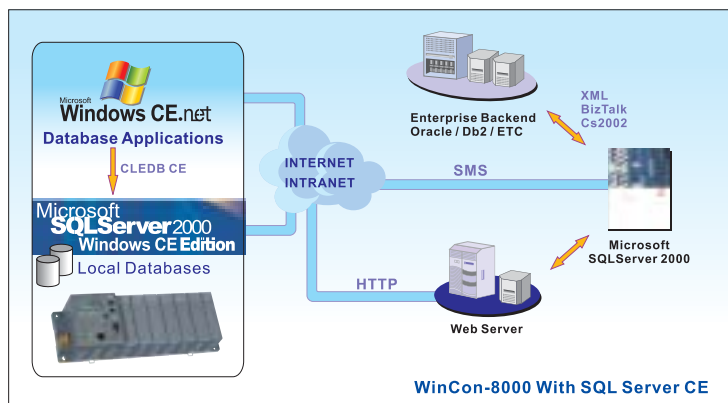 Microsoft
Windows CE.net
Database Applications
CLEDB CE
Microsoft
SQLServer2000
Windows CE Edition
Local Databases
INTERNET
INTRANET
Enterprise Backend
Oracle / Db2 / ETC
XML
BizTalk
Cs2002
SMS
Microsoft
SQLServer 2000
HTTP
Web Server
WinCon-8000 With SQL Server CE